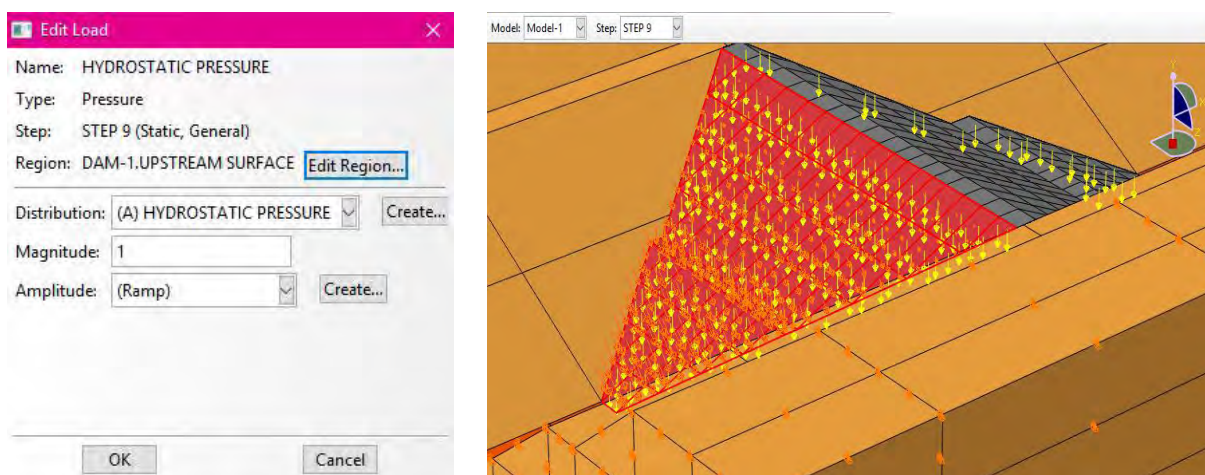 Edit Load
Name: HYDROSTATIC PRESSURE
Type: Pressure
Step: STEP 9 (Static, General)
Region: DAM-1.UPSTREAM SURFACE Edit Region...
Distribution: (A) HYDROSTATIC PRESSURE Create...
Magnitude: 1
Amplitude: (Ramp) Create...
OK Cancel
Model: Model-1 Step: STEP 9
Y
X
Z